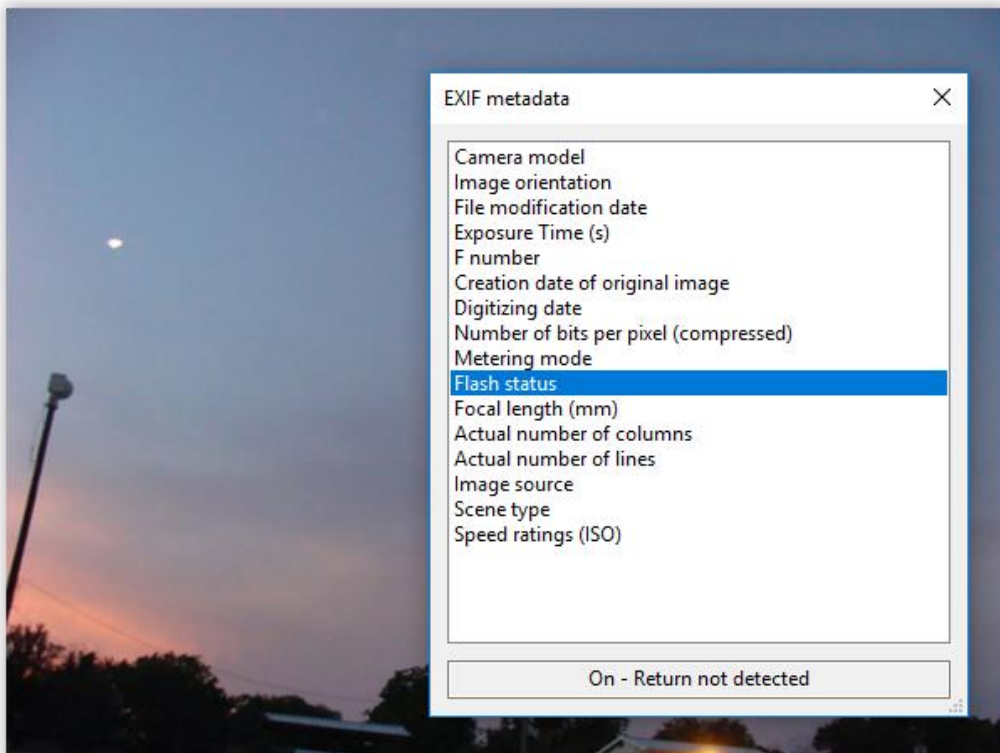 EXIF metadata
Camera model
Image orientation
File modification date
Exposure Time (s)
F number
Creation date of original image
Digitizing date
Number of bits per pixel (compressed)
Metering mode
Flash status
Focal length (mm)
Actual number of columns
Actual number of lines
Image source
Scene type
Speed ratings (ISO)
On - Return not detected